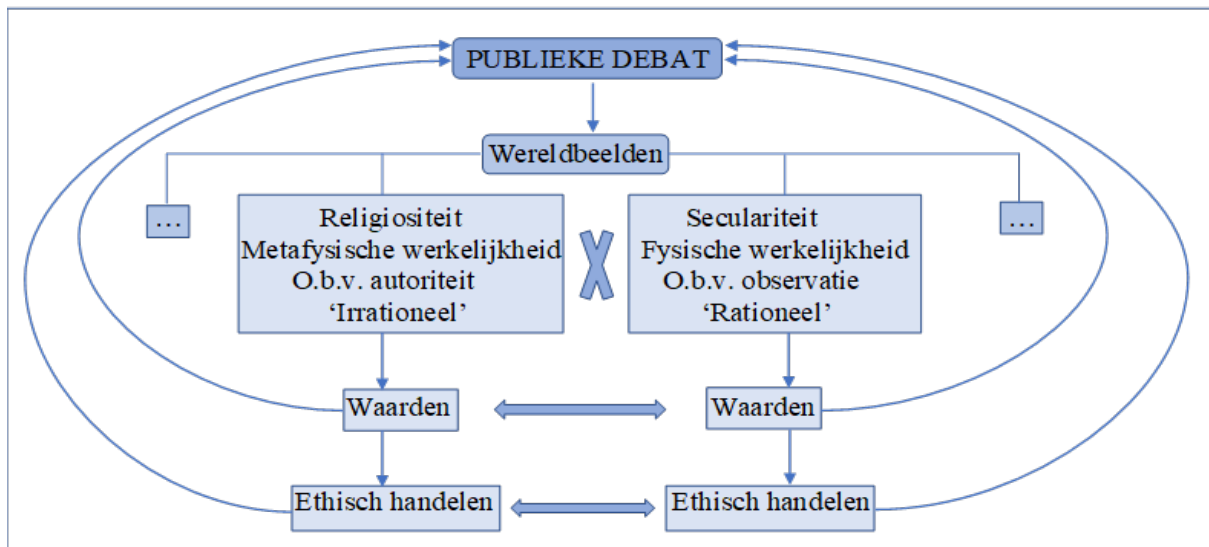 PUBLIEKE DEBAT
Wereldbeelden
...
Religiositeit
Metafysische werkelijkheid
O.b.v. autoriteit
‘Irrationeel’
Seculariteit
Fysische werkelijkheid
O.b.v. observatie
‘Rationeel’
...
Waarden
Waarden
Ethisch handelen
Ethisch handelen